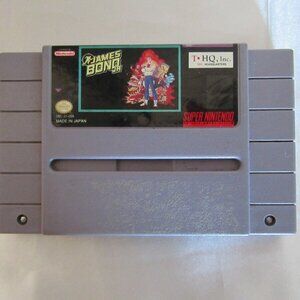 Nintendo
JAMES
BOND JR
T•HQ, Inc.
MADE IN JAPAN
SUPER NINTENDO